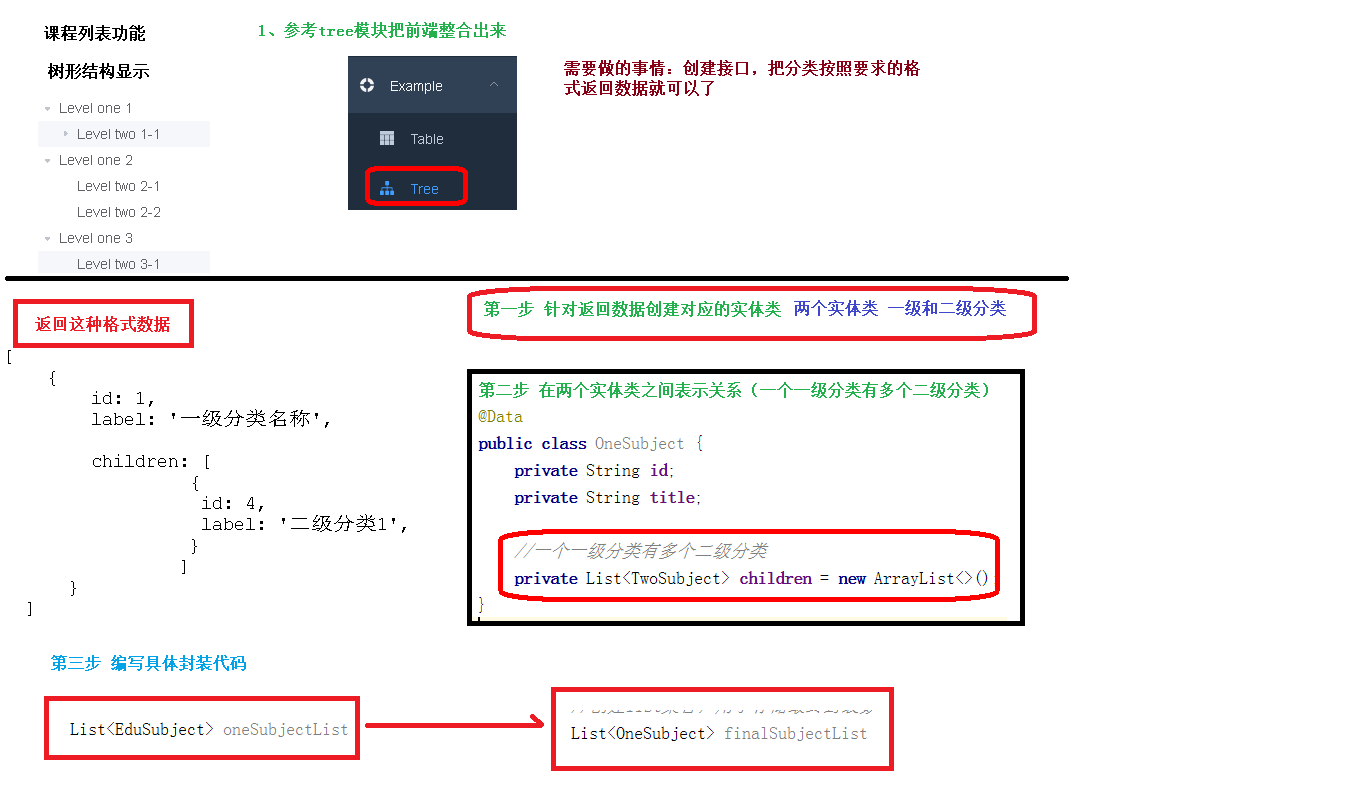 课程列表功能
树形结构显示
Level one 1
Level two 1-1
Level one 2
Level two 2-1
Level two 2-2
Level one 3
Level two 3-1
1、参考tree模块把前端整合出来
Example
Table
Tree
需要做的事情：创建接口，把分类按照要求的格
式返回数据就可以了
返回这种格式数据
[
{
id: 1,
label: '一级分类名称',
children: [
{
id: 4,
label: '二级分类1',
}
]
}
]
第一步 针对返回数据创建对应的实体类 两个实体类 一级和二级分类
第二步 在两个实体类之间表示关系（一个一级分类有多个二级分类）
@Data
public class OneSubject {
private String id;
private String title;
//一个一级分类有多个二级分类
private List<TwoSubject> children = new ArrayList<>()
}
第三步 编写具体封装代码
List<EduSubject> oneSubjectList
List<OneSubject> finalSubjectList